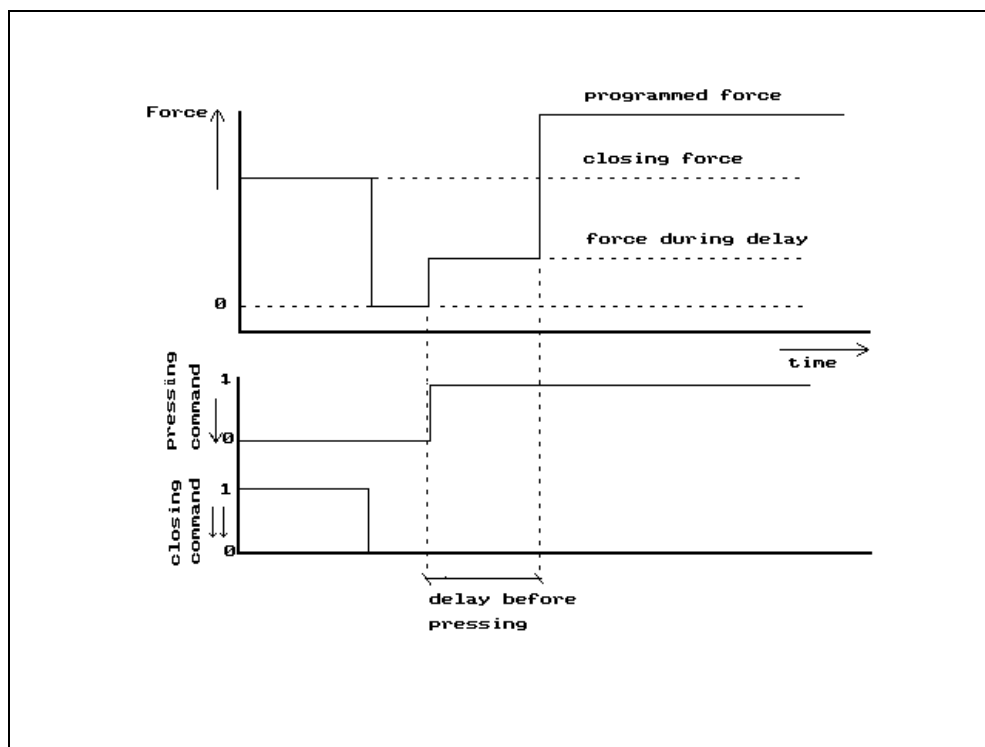 programmed force
Force
closing force
force during delay
0
time
pressing
command
1
0
closing
command
1
0
delay before
pressing